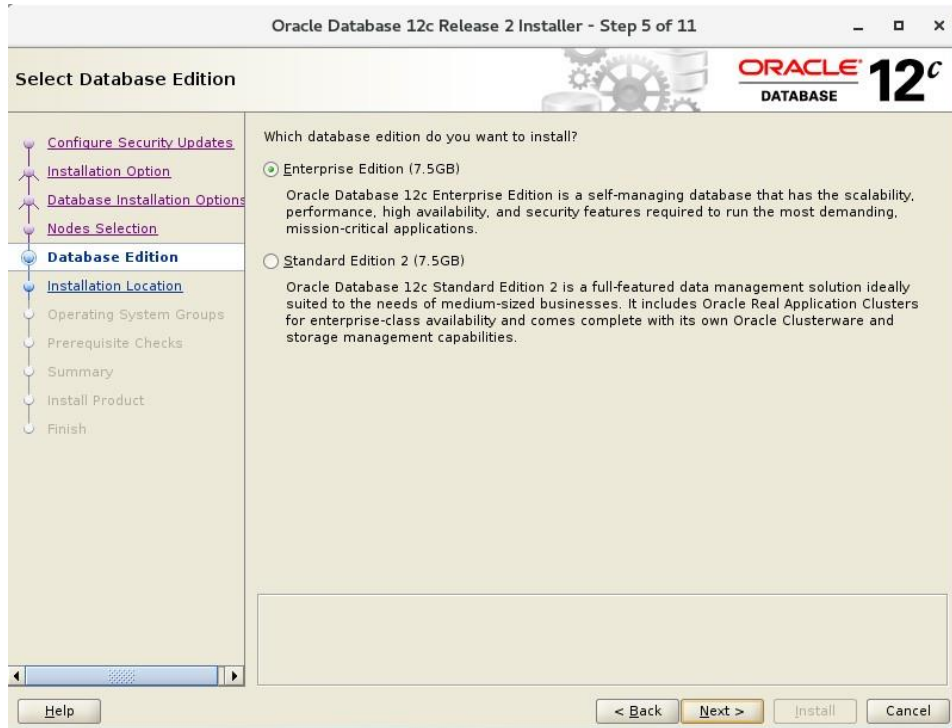 Oracle Database 12c Release 2 Installer - Step 5 of 11
Select Database Edition
ORACLE
DATABASE
12c
Configure Security Updates
Installation Option
Database Installation Options
Nodes Selection
Database Edition
Installation Location
Operating System Groups
Prerequisite Checks
Summary
Install Product
Finish
Which database edition do you want to install?
Enterprise Edition (7.5GB)
Oracle Database 12c Enterprise Edition is a self-managing database that has the scalability,
performance, high availability, and security features required to run the most demanding,
mission-critical applications.
Standard Edition 2 (7.5GB)
Oracle Database 12c Standard Edition 2 is a full-featured data management solution ideally
suited to the needs of medium-sized businesses. It includes Oracle Real Application Clusters
for enterprise-class availability and comes complete with its own Oracle Clusterware and
storage management capabilities.
Help
< Back
Next >
Install
Cancel